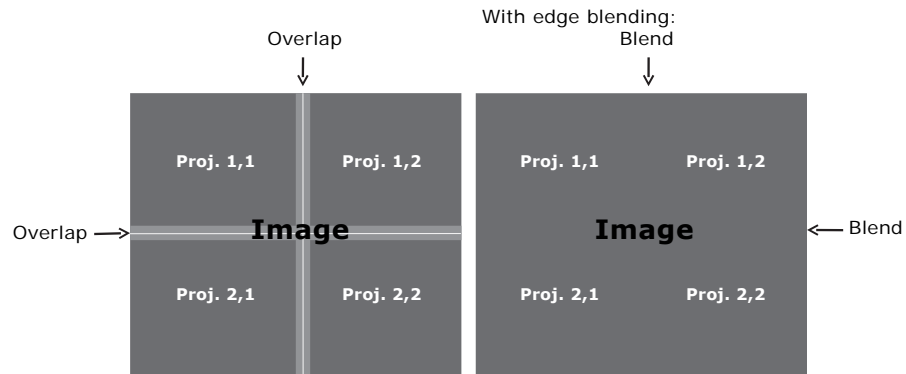 With edge blending:
Overlap
Blend
Proj. 1,1
Proj. 1,2
Proj. 1,1
Proj. 1,2
Overlap
Image
Image
Blend
Proj. 2,1
Proj. 2,2
Proj. 2,1
Proj. 2,2